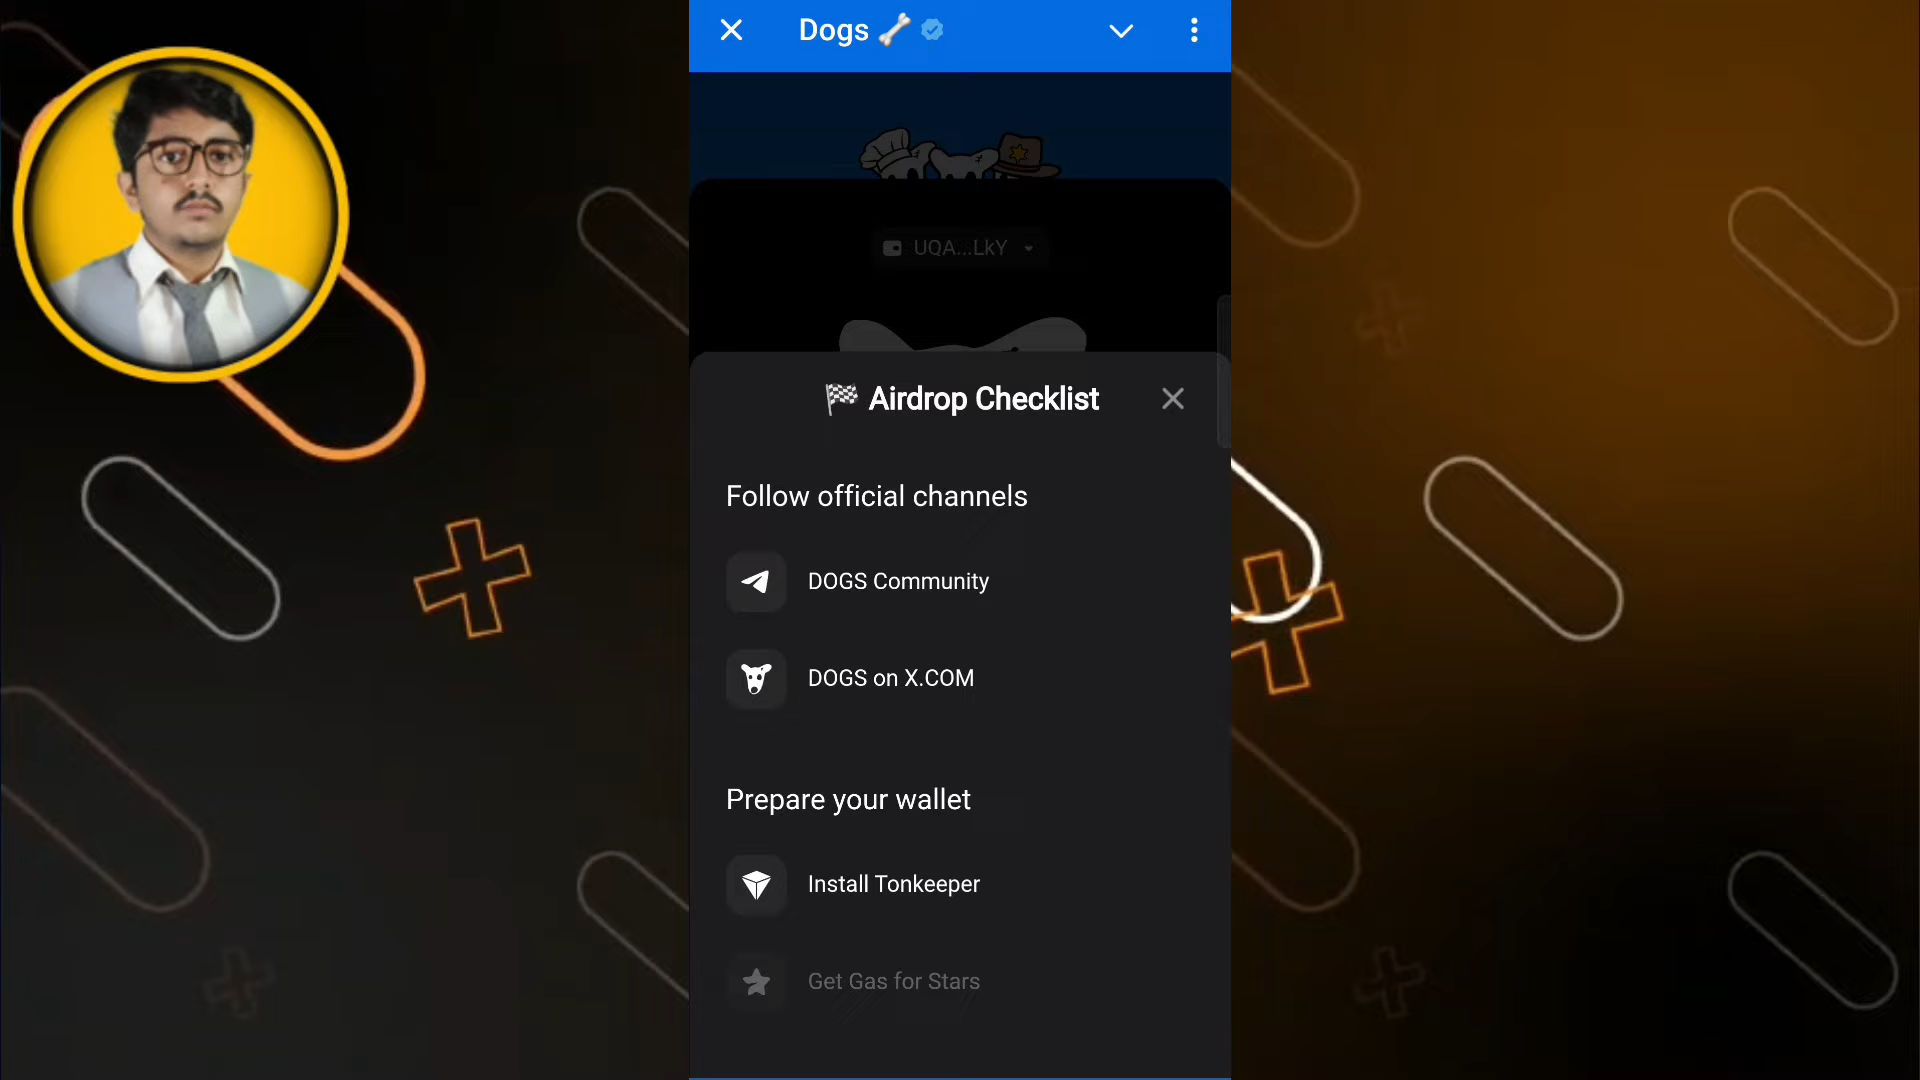 Dogs
UQA...LkY
Airdrop Checklist
Follow official channels
DOGS Community
DOGS on X.COM
Prepare your wallet
Install Tonkeeper
Get Gas for Stars